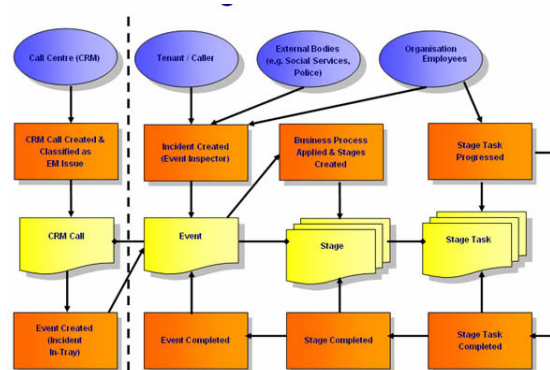 Call Centre (CRM)
Tenant / Caller
External Bodies
(e.g. Social Services,
Police)
Organisation
Employees
CRM Call Created &
Classified as
EM Issue
Incident Created
(Event Inspector)
Business Process
Applied & Stages
Created
Stage Task
Progressed
CRM Call
Event
Stage
Stage Task
Event Created
(Incident
In-Tray)
Event Completed
Stage Completed
Stage Task
Completed